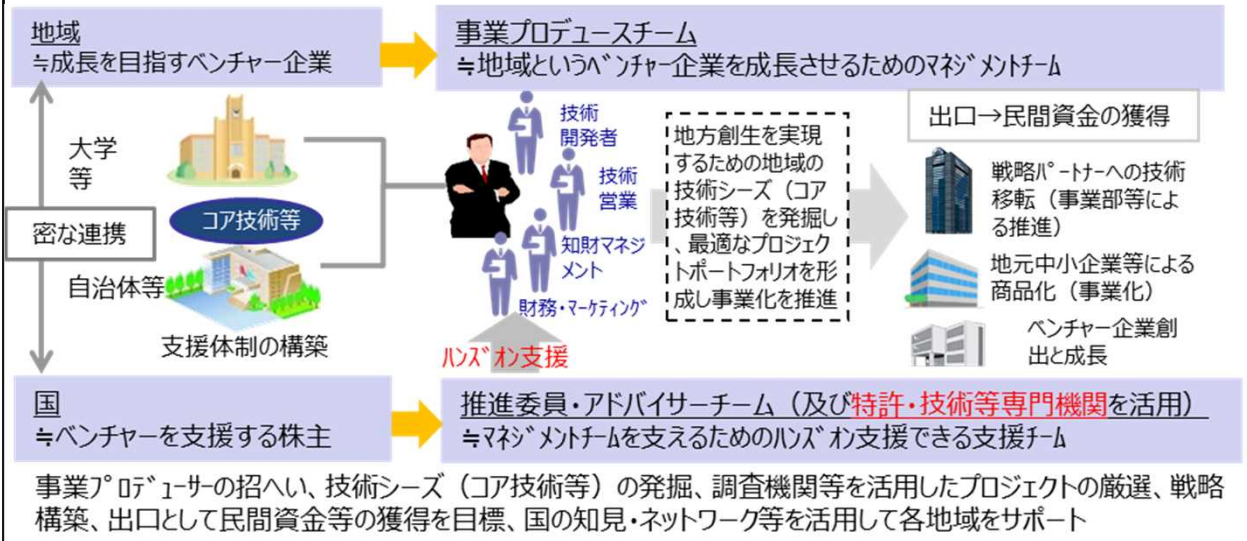 地域
≒成長を目指すベンチャー企業
事業プロデュースチーム
≒地域というベンチャー企業を成長させるためのマネジメントチーム
大学
等
密な連携
自治体等
コア技術等
支援体制の構築
技術
開発者
技術
営業
知財マネジ
メント
財務・マーケティング
ハンズオン支援
地方創生を実現
するための地域の
技術シーズ（コア
技術等）を発掘し
、最適なプロジェク
トポートフォリオを形
成し事業化を推進
出口→民間資金の獲得
戦略パートナーへの技術
移転（事業部等によ
る推進）
地元中小企業等による
商品化（事業化）
ベンチャー企業創
出と成長
国
≒ベンチャーを支援する株主
推進委員・アドバイザーチーム（及び特許・技術等専門機関を活用）
≒マネジメントチームを支えるためのハンズオン支援できる支援チーム
事業プロデューサーの招へい、技術シーズ（コア技術等）の発掘、調査機関等を活用したプロジェクトの厳選、戦略
構築、出口として民間資金等の獲得を目標、国の知見・ネットワーク等を活用して各地域をサポート